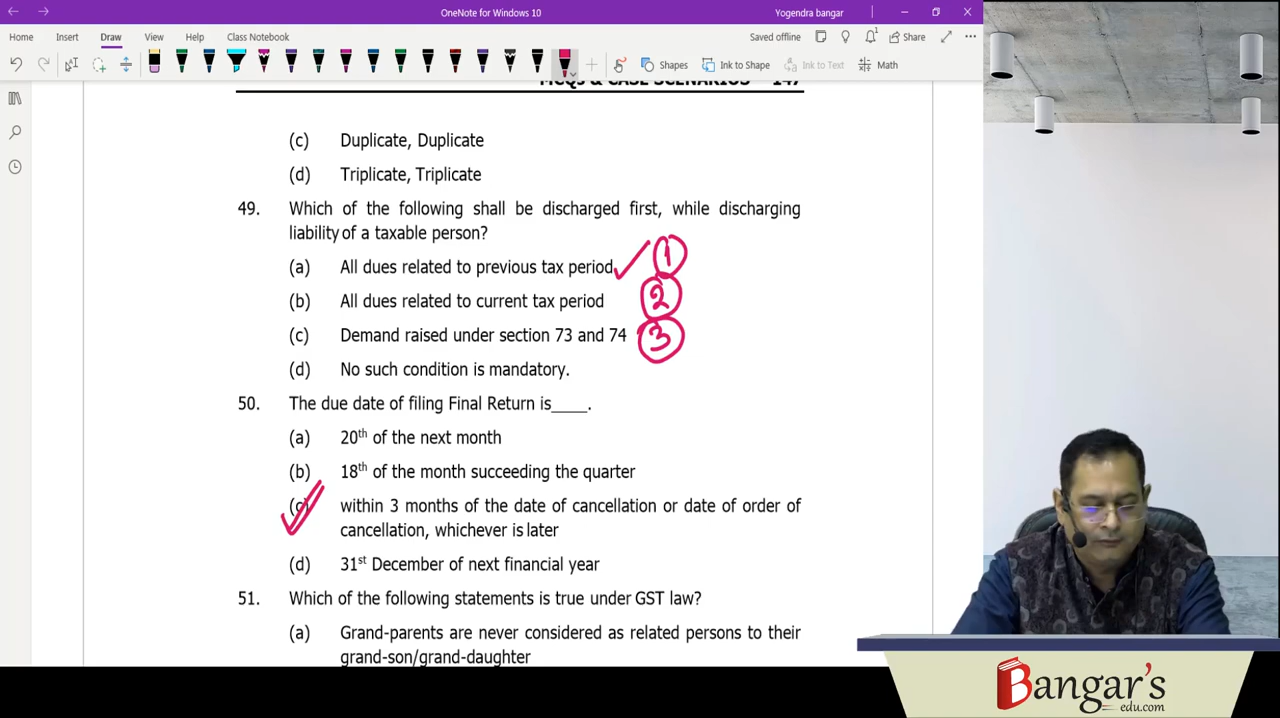 OneNote for Windows 10
Yogendra bangar
Home Insert Draw View Help Class Notebook
Saved offline Share
Shapes Ink to Shape Ink to Text Math
MCQs & CASE SCENARIOS 147
(c) Duplicate, Duplicate
(d) Triplicate, Triplicate
49. Which of the following shall be discharged first, while discharging
liability of a taxable person?
(a) All dues related to previous tax period 1
(b) All dues related to current tax period 2
(c) Demand raised under section 73 and 74 3
(d) No such condition is mandatory.
50. The due date of filing Final Return is____.
(a) 20th of the next month
(b) 18th of the month succeeding the quarter
(c) within 3 months of the date of cancellation or date of order of
cancellation, whichever is later
(d) 31st December of next financial year
51. Which of the following statements is true under GST law?
(a) Grand-parents are never considered as related persons to their
grand-son/grand-daughter
Bangar's
edu.com